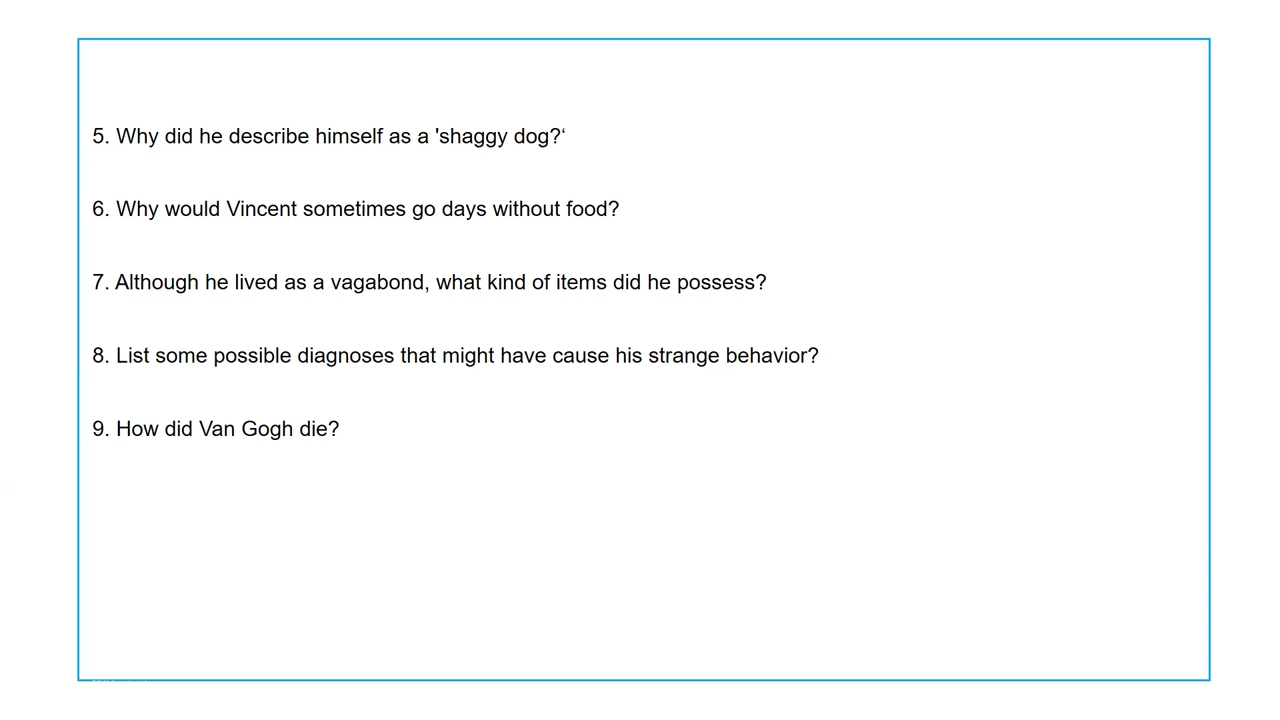 5. Why did he describe himself as a 'shaggy dog?‘
6. Why would Vincent sometimes go days without food?
7. Although he lived as a vagabond, what kind of items did he possess?
8. List some possible diagnoses that might have cause his strange behavior?
9. How did Van Gogh die?